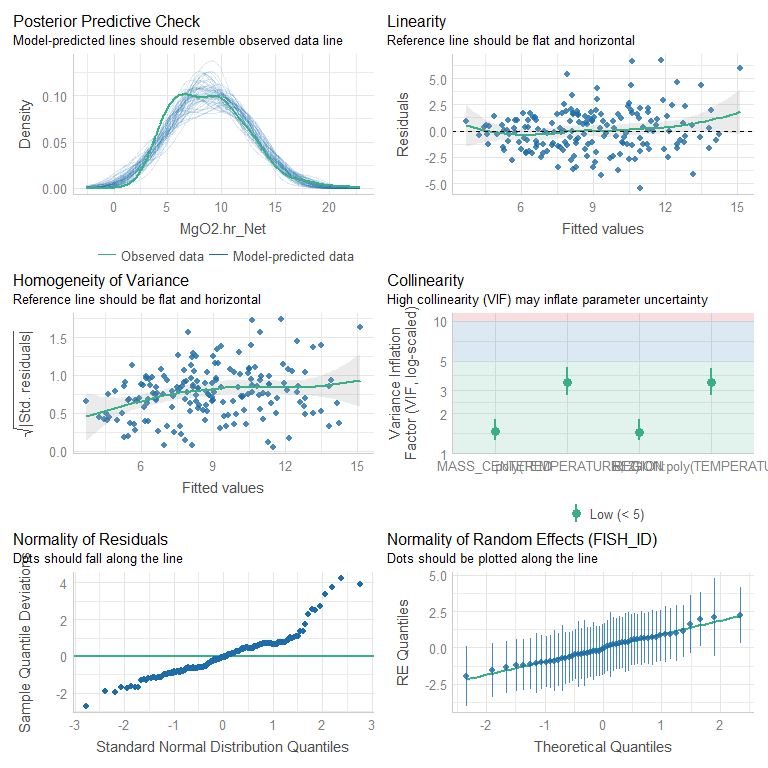 Posterior Predictive Check
Model-predicted lines should resemble observed data line
Density
0.10
0.05
0.00
0
5
10
15
20
MgO2.hr_Net
Observed data
Model-predicted data
Linearity
Reference line should be flat and horizontal
Residuals
5.0
2.5
0.0
-2.5
-5.0
6
9
12
15
Fitted values
Homogeneity of Variance
Reference line should be flat and horizontal
√|Std. residuals|
1.5
1.0
0.5
0.0
6
9
12
15
Fitted values
Collinearity
High collinearity (VIF) may inflate parameter uncertainty
Variance Inflation
Factor (VIF, log-scaled)
10
5
3
2
1
MASS_CENTERED
REGION
Low (< 5)
Normality of Residuals
Dots should fall along the line
Sample Quantile Deviations
4
2
0
-2
-3
-2
-1
0
1
2
3
Standard Normal Distribution Quantiles
Normality of Random Effects (FISH_ID)
Dots should be plotted along the line
RE Quantiles
5.0
2.5
0.0
-2.5
-2
-1
0
1
2
Theoretical Quantiles